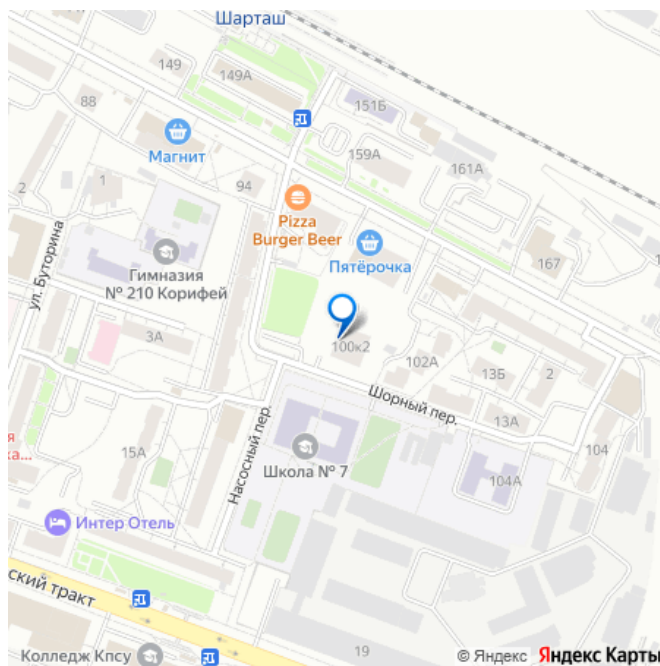 Шарташ
149
149А
151Б
88
Магнит
159А
161А
2
1
94
Pizza
Burger Beer
Пятёрочка
167
Гимназия
№ 210 Корифей
ул. Буторина
3А
100к2
102А
13Б
2
Шорный пер.
13А
104
Насосный пер.
15А
Школа № 7
104А
Интер Отель
ский тракт
Колледж Кпсу
19
© Яндекс Яндекс Карты